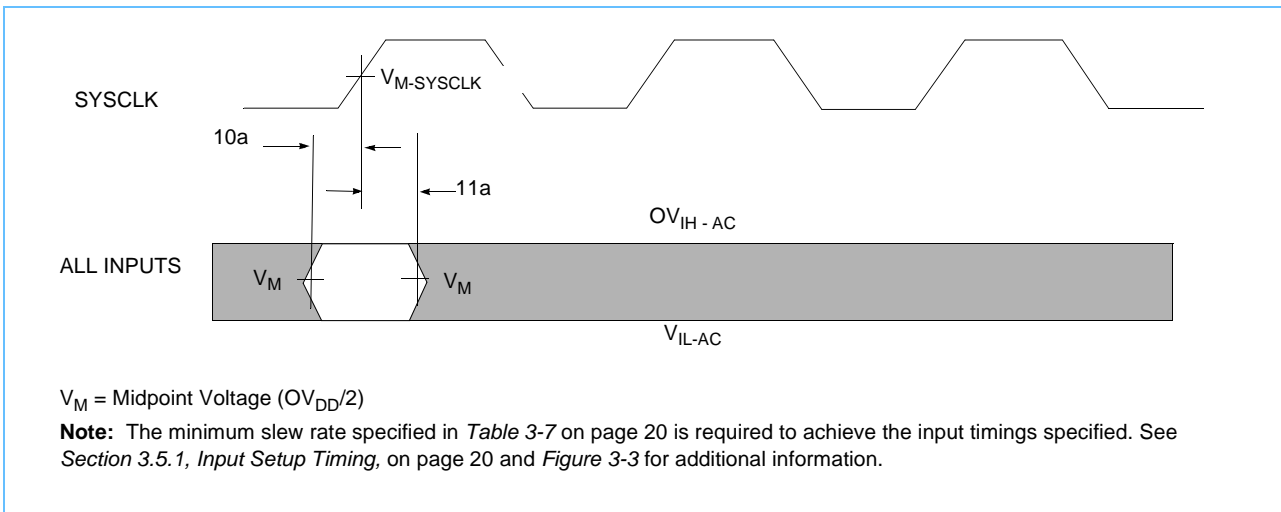 V_M-SYSCLK
SYSCLK
10a
11a
OV_IH - AC
ALL INPUTS
V_M
V_M
V_IL-AC
V_M = Midpoint Voltage (OV_DD/2)
Note: The minimum slew rate specified in Table 3-7 on page 20 is required to achieve the input timings specified. See
Section 3.5.1, Input Setup Timing, on page 20 and Figure 3-3 for additional information.